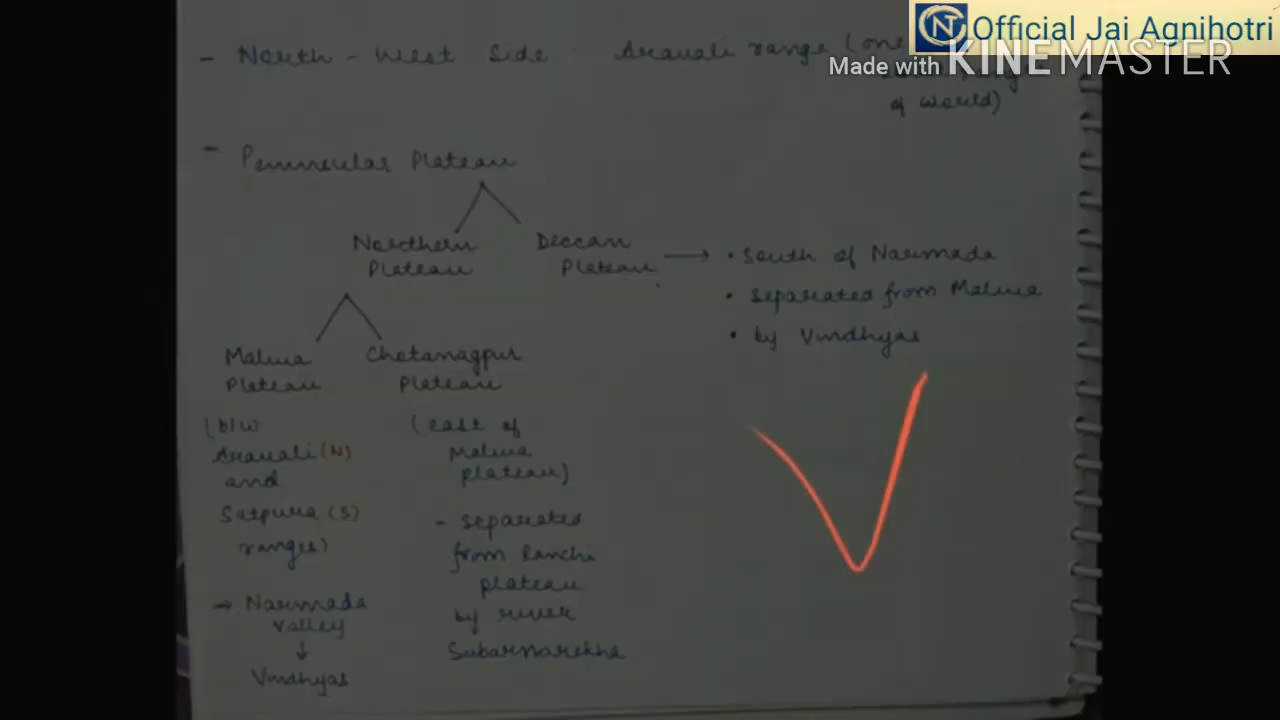 Official Jai Agnihotri
Made with KINEMASTER
- North - West Side - Aravali range (one
of World)
- Peninsular Plateau
Northern Plateau
Deccan Plateau →
• South of Narmada
• Separated from Malwa
• by Vindhyas
Malwa Plateau
Chotanagpur Plateau
(b/w
Aravali (N)
and
Satpura (S)
ranges)
→ Narmada
valley
↓
Vindhyas
(east of
Malwa
plateau)
- separated
from Ranchi
plateau
by river
Subarnarekha